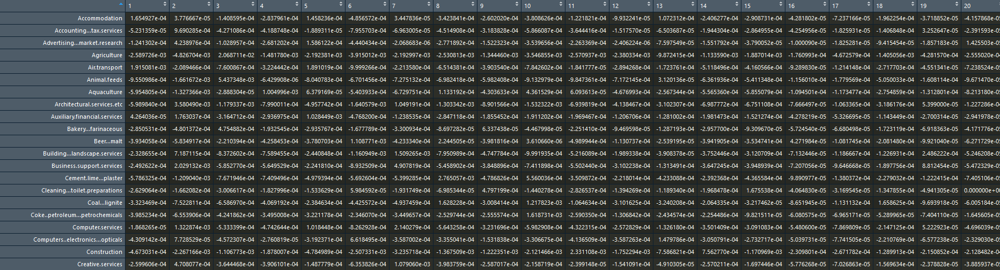 1 2 3 4 5 6 7 8 9 10 11 12 13 14 15 16 17 18 19 20
Accommodation 1.654927e-04 3.776667e-05 -1.408595e-04 -2.837961e-04 1.458236e-04 -4.856572e-04 3.447836e-05 -3.423841e-04 -2.602020e-04 -3.808626e-04 -1.221821e-04 -9.932241e-05 1.072312e-04 -2.406277e-04 -2.908731e-04 -4.281802e-05 -7.237166e-05 -1.962254e-04 -3.718852e-05 -4.157868e-05
Accounting...tax.services -5.231359e-05 9.690285e-04 -4.271086e-04 -4.188748e-04 -1.889311e-05 -7.955703e-04 -6.963005e-05 -4.514908e-04 -3.183828e-04 -5.866087e-04 -3.644416e-04 -1.517570e-04 -6.503687e-05 -1.944304e-04 -2.864955e-04 -4.254956e-05 -1.825931e-05 -1.406848e-04 3.252647e-05 -2.391593e-05
Advertising...market.research -1.241302e-04 4.238976e-04 -1.028957e-04 -2.681202e-04 1.586122e-04 -4.440434e-04 -2.068683e-06 -2.771892e-04 -1.522323e-04 -3.539656e-04 -2.263369e-04 -2.406224e-06 -7.597549e-05 -1.551792e-04 -3.790052e-05 -1.000090e-05 -1.825281e-05 -9.415454e-05 -1.857183e-05 1.425503e-05
Agriculture -2.589726e-03 -4.826704e-03 2.068711e-02 -1.481780e-03 -2.192381e-03 -3.915012e-03 -2.192997e-03 -2.530813e-03 -1.344460e-03 -3.546855e-03 -2.570937e-03 -2.380334e-03 -9.872415e-04 -1.133590e-03 -1.887014e-03 -1.760993e-04 -4.672579e-04 -1.405056e-03 -4.281570e-04 -2.555020e-04
Air.transport 1.915081e-03 -2.089466e-04 -7.600867e-04 -3.224442e-04 1.891019e-04 -9.999266e-04 -2.213580e-04 -6.514381e-04 -3.903540e-04 -7.842602e-04 -1.841777e-05 -2.894268e-04 -1.723761e-04 -5.118496e-04 -4.160566e-04 -9.289830e-05 -1.214148e-04 -2.717703e-04 -4.551341e-05 -7.238524e-05
Animal.feeds -9.550986e-04 -1.661672e-03 5.437348e-03 -6.429908e-06 -8.040783e-04 -6.701456e-04 -7.275132e-04 -6.982418e-04 -5.982408e-04 -9.132979e-04 -9.847361e-04 -7.172145e-04 3.120136e-05 -6.361936e-04 -5.411348e-04 -1.156010e-04 -1.779569e-04 -5.050033e-04 -1.608114e-04 -9.671470e-05
Aquaculture -5.954805e-04 -1.327366e-03 -2.888304e-05 1.004996e-03 6.379169e-05 -5.403933e-04 -6.729751e-04 1.133192e-04 -4.303633e-04 4.361529e-04 6.093613e-05 -4.676993e-04 -2.567344e-04 -5.565360e-04 -5.855079e-04 -1.094501e-04 -1.173477e-04 -2.754859e-04 -1.312801e-04 -8.213180e-05
Architectural.services.etc -5.989840e-04 3.580490e-03 -1.179337e-03 -7.990011e-04 -4.957742e-04 -1.640579e-03 1.049191e-04 -1.303342e-03 -8.901566e-04 -1.532322e-03 -6.939819e-04 -4.138467e-04 -3.102307e-04 -6.987772e-04 -6.751108e-04 -7.666497e-05 -1.063365e-04 3.186176e-04 5.399000e-05 -1.227286e-04
Auxiliary.financial.services 4.264036e-05 1.763037e-04 -3.164712e-04 -2.936975e-04 1.028449e-03 -4.768200e-04 -1.238535e-04 -2.847118e-04 -1.855452e-04 -1.911202e-04 -1.969467e-04 -1.206706e-04 -1.281002e-04 -1.981473e-04 -1.521274e-04 -4.278219e-05 -5.326695e-05 -1.143449e-04 -2.700314e-05 -2.941978e-05
Bakery...farinaceous -2.850531e-04 -4.801372e-04 4.754882e-04 -1.932545e-04 -2.935767e-04 -1.677789e-04 -3.300934e-04 -8.697282e-05 6.337438e-05 -4.467998e-05 -2.251410e-04 -9.469598e-05 -1.287193e-04 -2.957700e-04 -9.309670e-05 -5.724540e-05 -6.680498e-05 -1.723119e-04 -6.918363e-05 -4.171776e-05
Beer...malt -3.934058e-04 -5.834917e-04 -2.210394e-04 -4.258453e-04 -3.780703e-04 1.108771e-03 -4.233340e-04 2.244505e-05 -3.981816e-04 3.610660e-06 -4.989944e-04 -1.130737e-04 -2.539195e-05 -3.941905e-04 -3.534741e-04 4.271984e-05 -1.081745e-04 -2.081480e-04 -9.921040e-05 -6.271729e-05
Building...landscape.services -2.328655e-04 7.187115e-04 -8.372602e-04 -7.589455e-04 -2.440848e-04 -1.160949e-03 1.509265e-03 -7.950989e-04 -4.747784e-04 -9.991935e-04 -5.216089e-04 -1.989338e-04 -3.908378e-05 -3.752446e-04 -3.120709e-04 -7.132446e-05 -1.186667e-04 -1.226931e-04 2.486222e-04 -5.246208e-05
Business.support.services -2.492622e-04 2.029132e-03 -5.852770e-04 -5.649529e-04 -2.241810e-04 -8.932509e-04 4.907819e-04 -5.458902e-04 -3.848896e-04 -7.411898e-04 -5.502440e-04 -3.102238e-04 -1.313491e-04 -3.647245e-04 -3.948939e-04 -7.207056e-05 -9.646668e-05 -1.897756e-04 8.812454e-05 -5.472329e-05
Cement.lime...plaster -5.786325e-04 -1.209040e-03 -7.671946e-04 -7.409496e-04 -4.979394e-04 -5.692604e-04 -5.399285e-04 2.765057e-03 -4.786826e-04 5.560036e-04 -3.509872e-04 -2.218014e-04 -4.233088e-04 -2.392368e-04 -4.365584e-04 -9.890977e-05 -1.380372e-04 -2.279032e-04 -1.222415e-04 -7.405106e-05
Cleaning...toilet.preparations -2.629064e-04 -1.662082e-04 -3.006617e-04 -1.827996e-04 -1.533629e-04 5.984592e-05 -1.931749e-04 -6.985344e-05 4.797199e-04 -1.440278e-04 -2.826537e-04 -1.394269e-04 -1.189340e-04 -1.968478e-04 1.675538e-04 -4.064830e-05 -3.169545e-05 -1.347855e-04 -4.941305e-05 0.000000e+00
Coal...lignite -3.323469e-04 -7.522811e-04 -6.586970e-04 -4.069192e-04 -2.384634e-04 -4.425572e-04 -4.937459e-04 1.628228e-04 -3.008414e-04 1.217823e-03 -1.064634e-04 -3.101625e-04 -3.240208e-04 -2.064335e-04 -3.217462e-05 -8.651945e-05 -1.131132e-04 1.658625e-04 -9.693918e-05 -6.005184e-05
Coke..petroleum...petrochemicals -3.985234e-04 -6.553906e-04 -4.241862e-04 -3.495008e-04 -3.221178e-04 -2.346070e-04 -3.449657e-04 -2.529744e-04 -2.555574e-04 1.618731e-03 -2.590350e-04 -1.306842e-04 -2.434574e-04 -2.254486e-04 -9.821511e-05 -6.080575e-05 -6.965171e-05 -5.289965e-05 -7.404110e-05 -1.645605e-05
Computer.services -1.868265e-05 1.322874e-03 -5.333399e-04 -4.742644e-04 1.018448e-04 -8.262928e-04 2.140279e-04 -5.643258e-04 -3.231696e-04 -5.982908e-04 -4.322315e-04 -2.572829e-04 -1.326180e-04 -3.501409e-04 -3.091083e-04 -5.480600e-05 -7.869809e-05 -2.147125e-04 5.222923e-05 -4.696039e-05
Computers..electronics...opticals -4.309142e-04 7.728529e-05 -4.572307e-04 -2.760819e-05 -3.192371e-04 6.618495e-04 -3.587002e-04 -3.355041e-04 -1.531838e-04 -3.306675e-04 -4.136509e-04 -3.587263e-04 1.479786e-04 -3.050791e-04 -2.732717e-04 -5.039731e-05 -7.741505e-05 -2.210769e-04 -6.577238e-05 -2.329030e-05
Construction -4.673031e-04 -2.267166e-03 -1.106773e-03 -1.878007e-04 -4.784989e-04 -2.507331e-03 -3.235718e-04 -1.367509e-03 -1.222351e-03 -2.121466e-03 2.331108e-03 -1.752294e-03 -7.586821e-04 7.562770e-04 -1.170969e-03 -2.309801e-04 -2.671782e-04 -1.289913e-04 -2.150852e-04 -2.128482e-04
Creative.services -2.599606e-04 4.708077e-04 -3.644468e-04 -3.906101e-04 -1.487779e-04 -6.353826e-04 1.079060e-03 -3.983759e-04 -2.587017e-04 -2.158719e-04 -2.399148e-05 -1.541091e-04 -4.910305e-05 -2.570211e-04 -1.697446e-04 -5.776268e-05 -7.026863e-05 -1.569634e-04 -2.378828e-05 -3.885937e-05